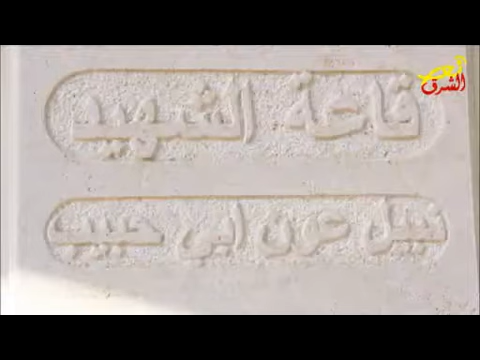 قاعة الشهيد
نبيل عون ابي حبيب
الشرق